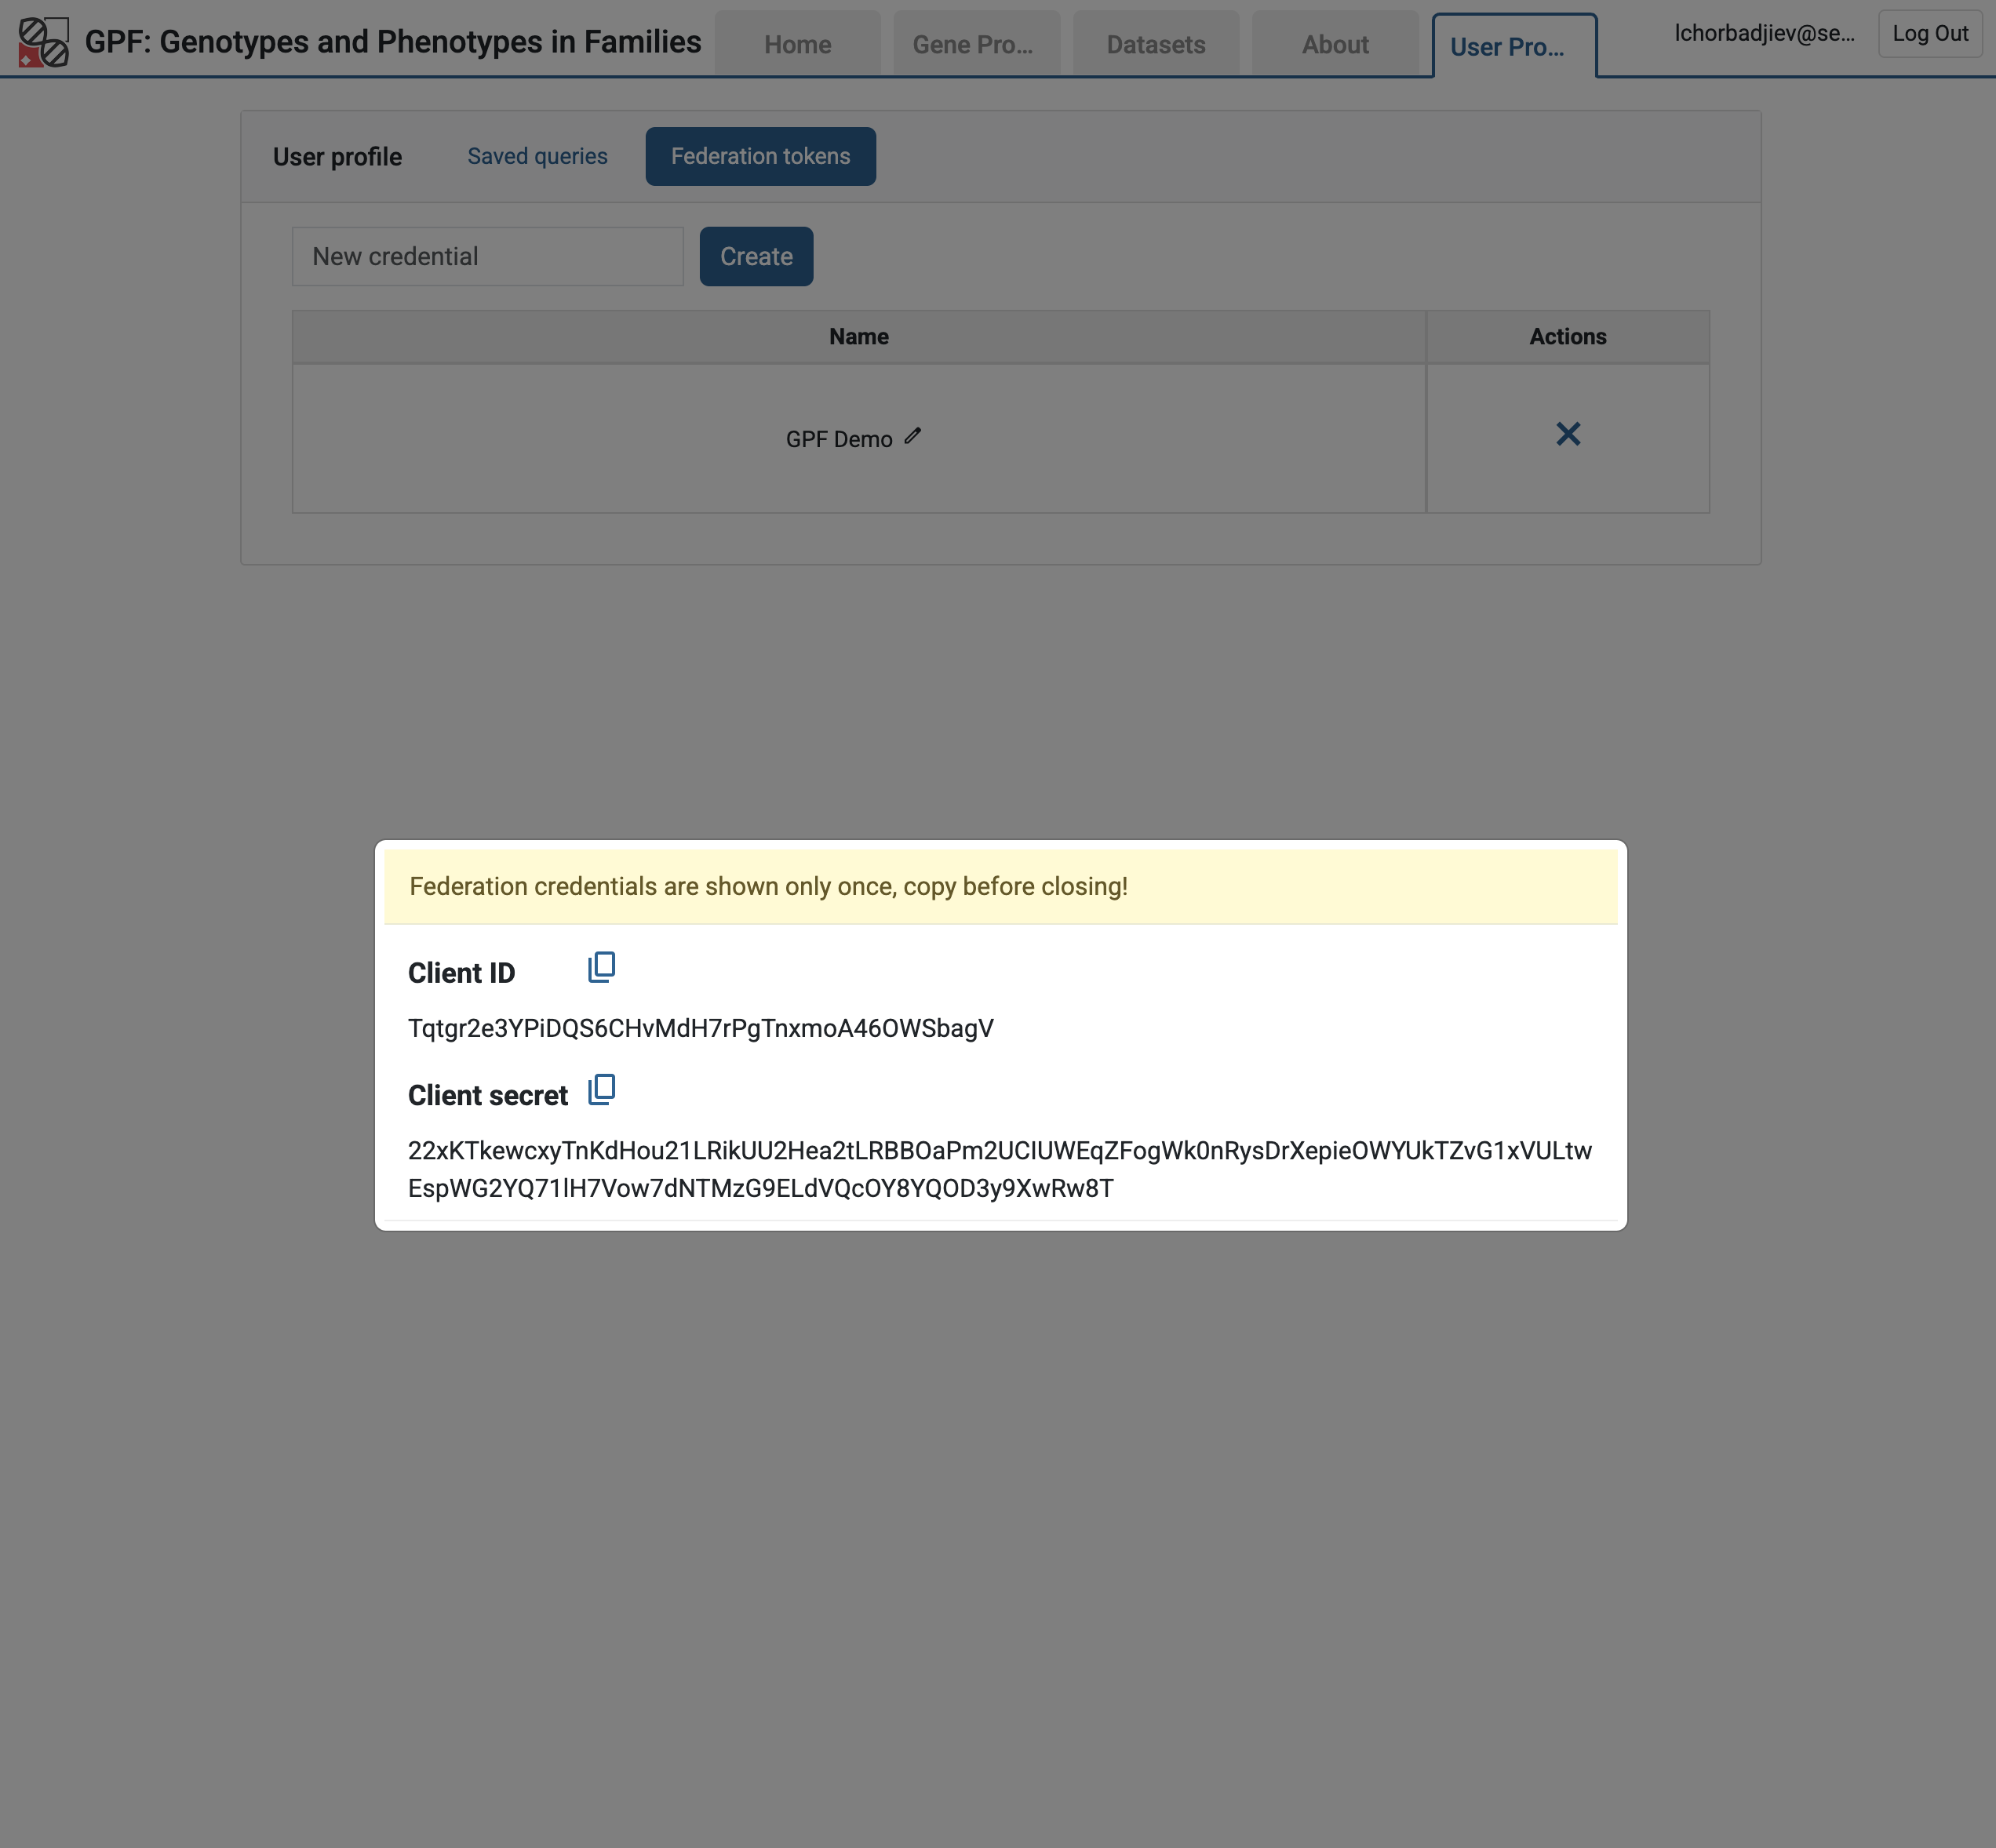 GPF: Genotypes and Phenotypes in Families
Home
Gene Pro...
Datasets
About
User Pro...
lchorbadjiev@se...
Log Out
User profile
Saved queries
Federation tokens
New credential
Create
Name
Actions
GPF Demo
Federation credentials are shown only once, copy before closing!
Client ID
Tqtgr2e3YPiDQS6CHvMdH7rPgTnxmoA46OWSbagV
Client secret
22xKTkewcxyTnKdHou21LRikUU2Hea2tLRBBOaPm2UCIUWEqZFogWk0nRysDrXepieOWYUkTZvG1xVULtw
EspWG2YQ71lH7Vow7dNTMzG9ELdVQcOY8YQOD3y9XwRw8T